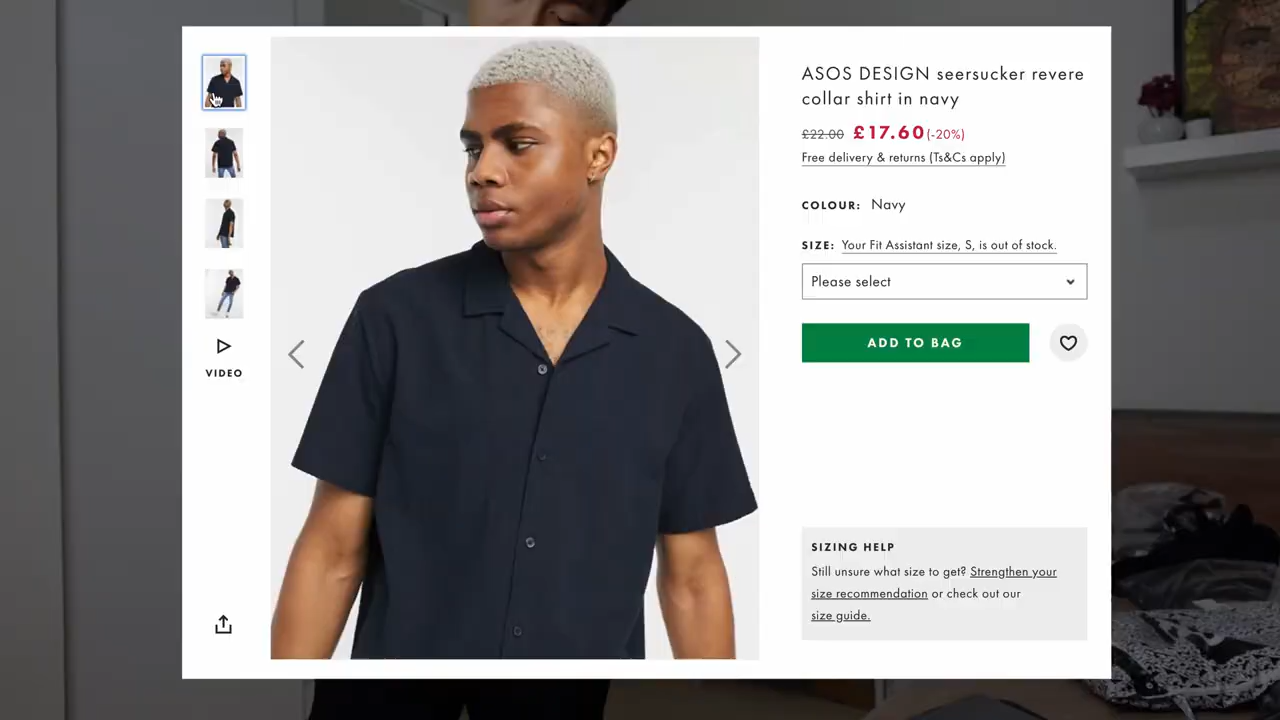 ASOS DESIGN seersucker revere
collar shirt in navy
£22.00 £17.60 (-20%)
Free delivery & returns (Ts&Cs apply)
COLOUR: Navy
SIZE: Your Fit Assistant size, S, is out of stock.
Please select
ADD TO BAG
VIDEO
SIZING HELP
Still unsure what size to get? Strengthen your
size recommendation or check out our
size guide.